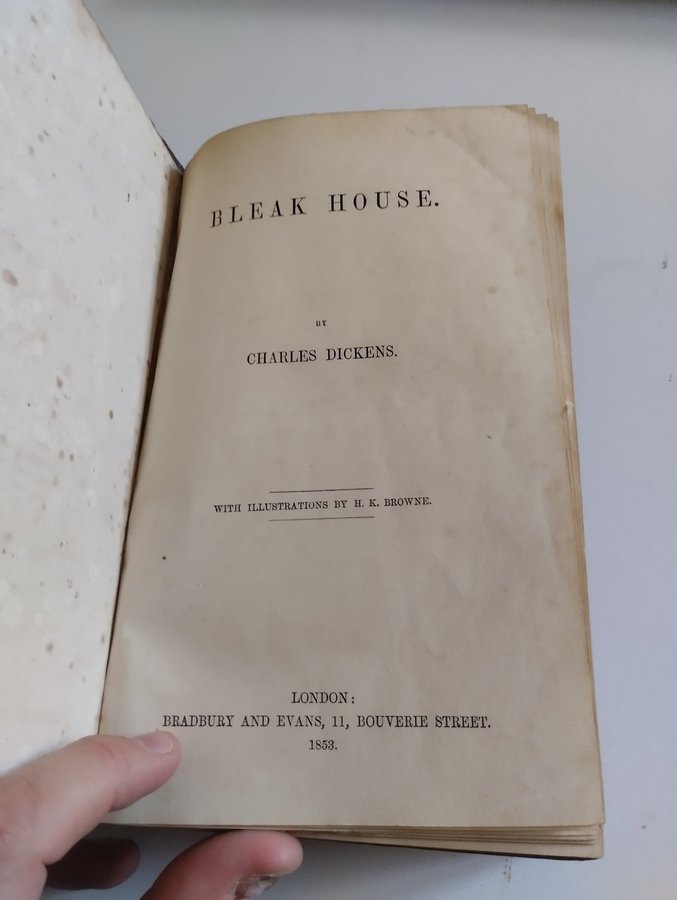 BLEAK HOUSE.
BY
CHARLES DICKENS.
WITH ILLUSTRATIONS BY H. K. BROWNE.
LONDON:
BRADBURY AND EVANS, 11, BOUVERIE STREET.
1853.